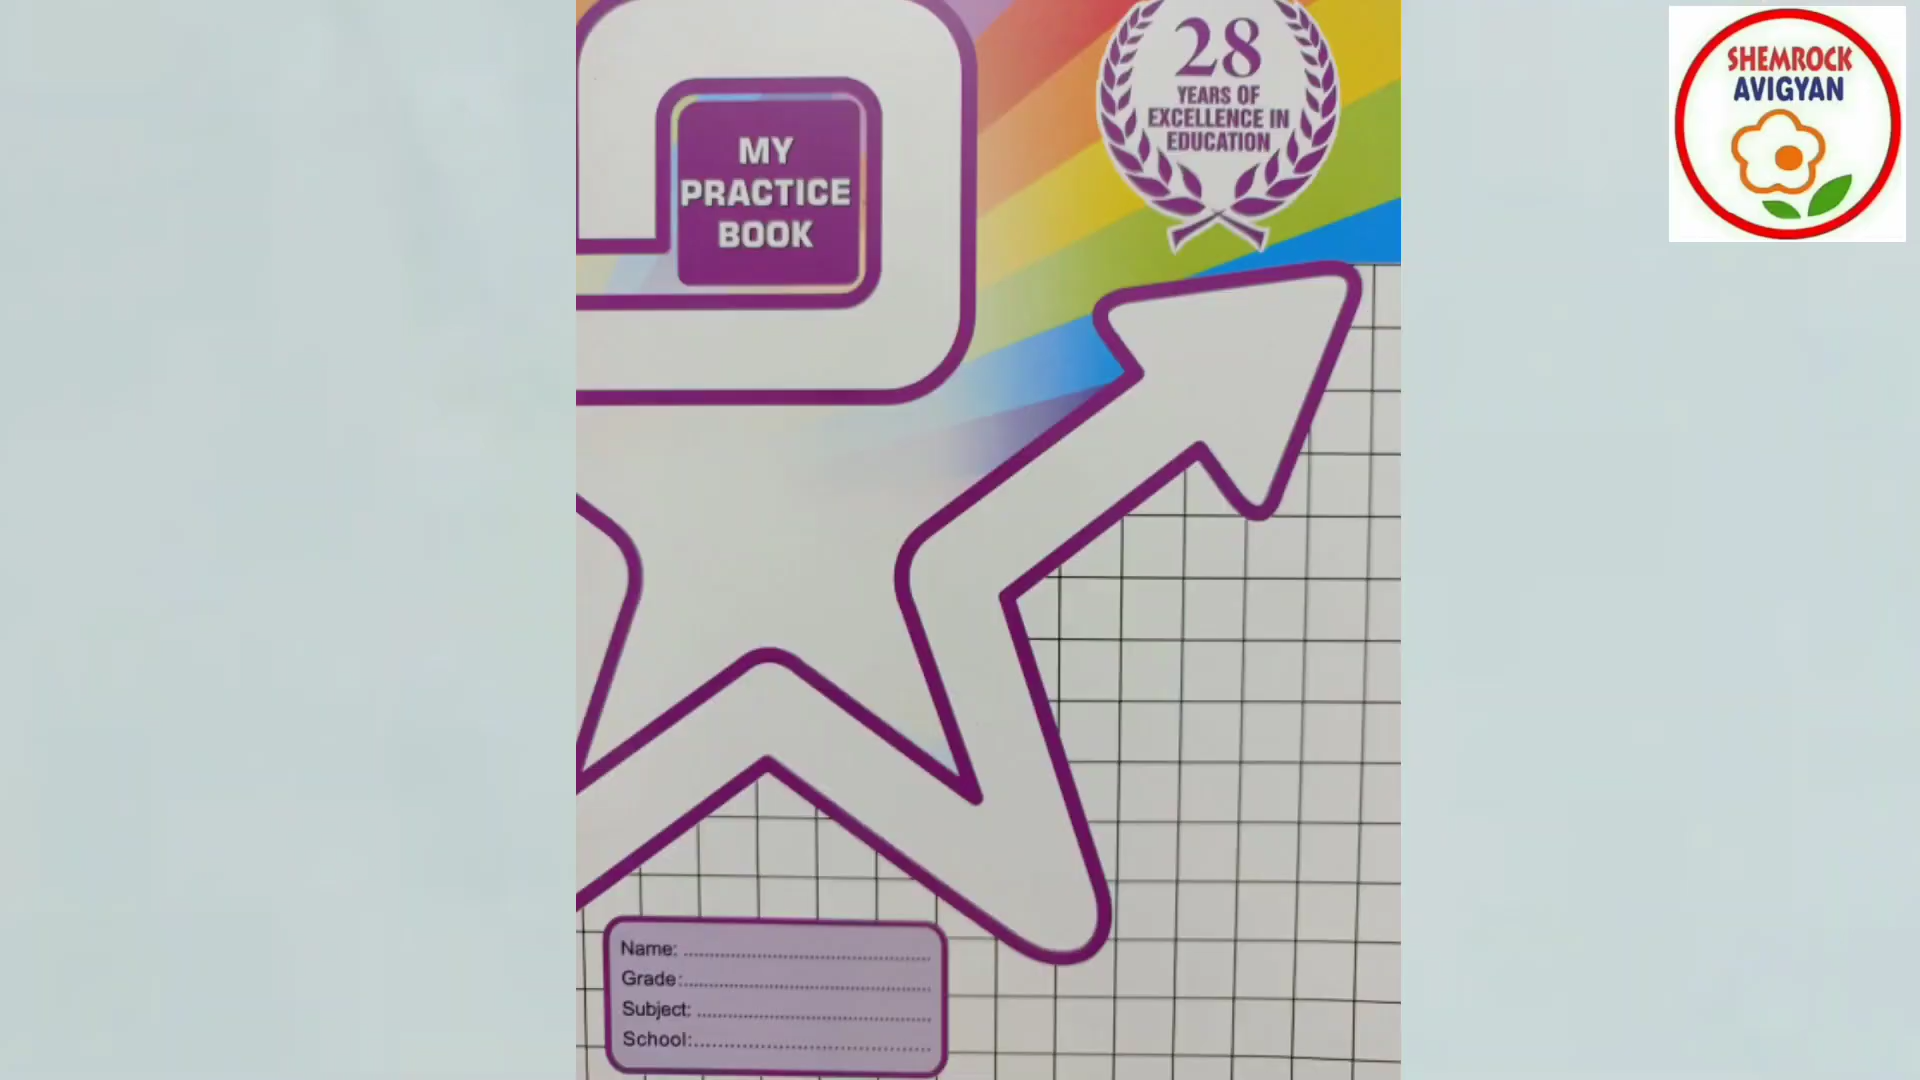 MY
PRACTICE
BOOK
28
YEARS OF
EXCELLENCE IN
EDUCATION
SHEMROCK
AVIGYAN
Name:
Grade:
Subject:
School: